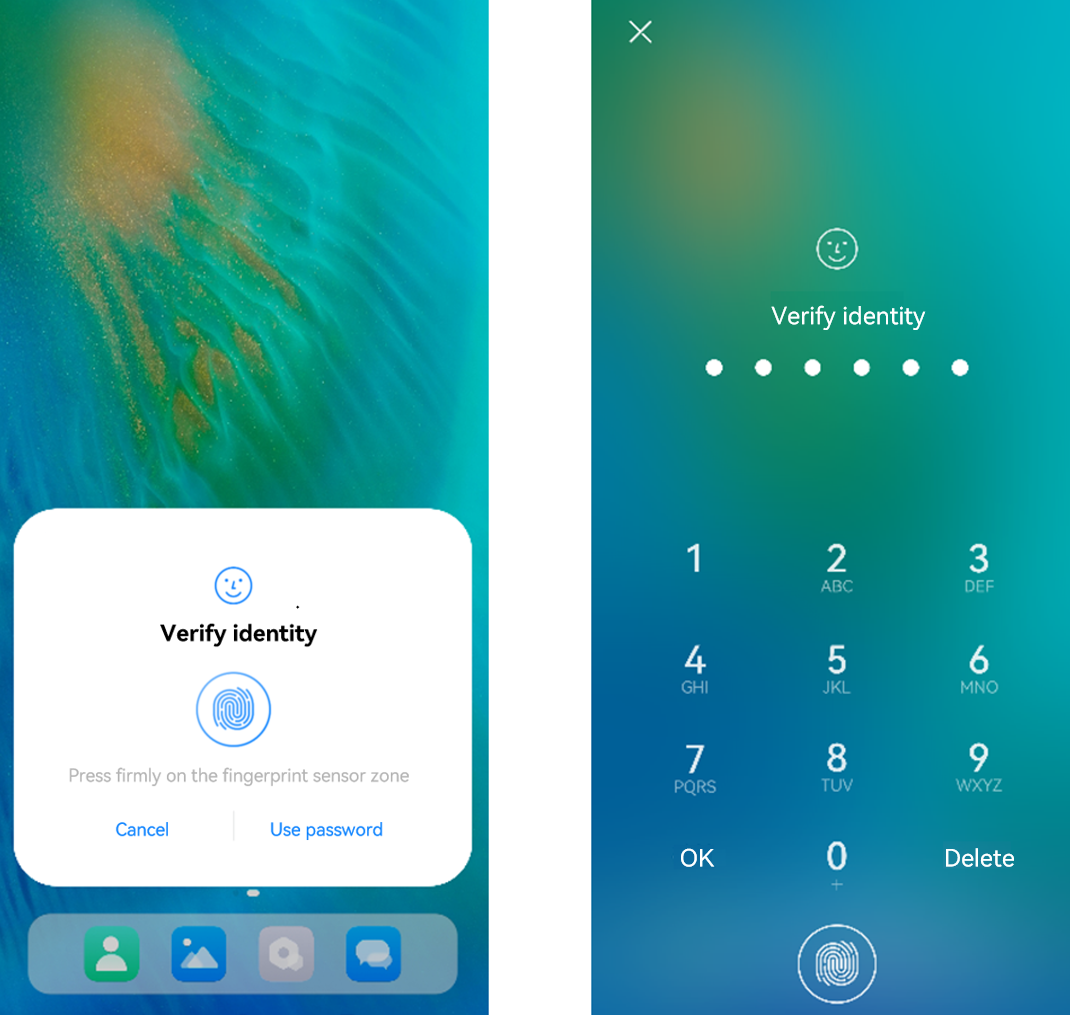 Verify identity
Press firmly on the fingerprint sensor zone
Cancel
Use password
Verify identity
1
2
ABC
3
DEF
4
GHI
5
JKL
6
MNO
7
PQRS
8
TUV
9
WXYZ
OK
0
+
Delete